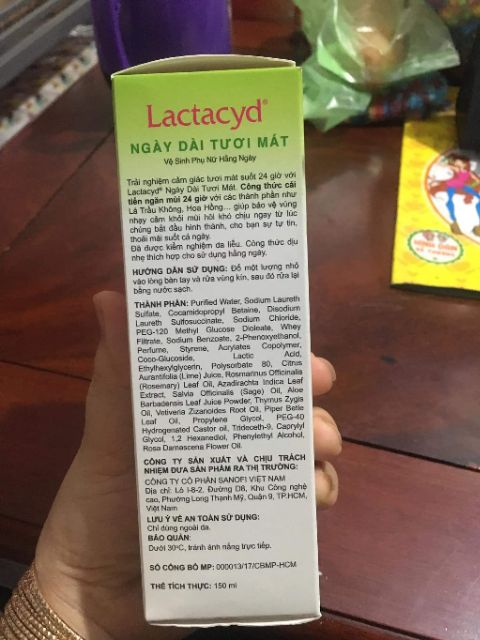 Lactacyd®
NGÀY DÀI TƯƠI MÁT
Vệ Sinh Phụ Nữ Hằng Ngày
Trải nghiệm cảm giác tươi mát suốt 24 giờ với
Lactacyd® Ngày Dài Tươi Mát. Công thức cải
tiến ngăn mùi 24 giờ với các thành phần như
Lá Trầu Không, Hoa Hồng... giúp bảo vệ vùng
nhạy cảm khỏi mùi hôi khó chịu ngay từ lúc
chúng bắt đầu hình thành, cho bạn sự tự tin,
thoải mái suốt cả ngày.
Đã được kiểm nghiệm da liễu. Công thức dịu
nhẹ thích hợp cho sử dụng hằng ngày.
HƯỚNG DẪN SỬ DỤNG: Đổ một lượng nhỏ
vào lòng bàn tay và rửa vùng kín, sau đó rửa lại
bằng nước sạch.
THÀNH PHẦN: Purified Water, Sodium Laureth
Sulfate, Cocamidopropyl Betaine, Disodium
Laureth Sulfosuccinate, Sodium Chloride,
PEG-120 Methyl Glucose Dioleate, Whey
Filtrate, Sodium Benzoate, 2-Phenoxyethanol,
Perfume, Styrene, Acrylates Copolymer,
Coco-Glucoside, Lactic Acid,
Ethylhexylglycerin, Polysorbate 80, Citrus
Aurantifolia (Lime) Juice, Rosmarinus Officinalis
(Rosemary) Leaf Oil, Azadirachta Indica Leaf
Extract, Salvia Officinalis (Sage) Oil, Aloe
Barbadensis Leaf Juice Powder, Thymus Zygis
Oil, Vetiveria Zizanoides Root Oil, Piper Betle
Leaf Oil, Propylene Glycol, PEG-40
Hydrogenated Castor oil, Trideceth-9, Caprylyl
Glycol, 1,2 Hexanediol, Phenylethyl Alcohol,
Rosa Damascena Flower Oil.
CÔNG TY SẢN XUẤT VÀ CHỊU TRÁCH
NHIỆM ĐƯA SẢN PHẨM RA THỊ TRƯỜNG:
CÔNG TY CỔ PHẦN SANOFI VIỆT NAM
Địa chỉ: Lô I-8-2, Đường D8, Khu Công nghệ
cao, Phường Long Thạnh Mỹ, Quận 9, TP.HCM,
Việt Nam
LƯU Ý VỀ AN TOÀN SỬ DỤNG:
Chỉ dùng ngoài da.
BẢO QUẢN:
Dưới 30ºC, tránh ánh nắng trực tiếp.
SỐ CÔNG BỐ MP: 000013/17/CBMP-HCM
THỂ TÍCH THỰC: 150 ml